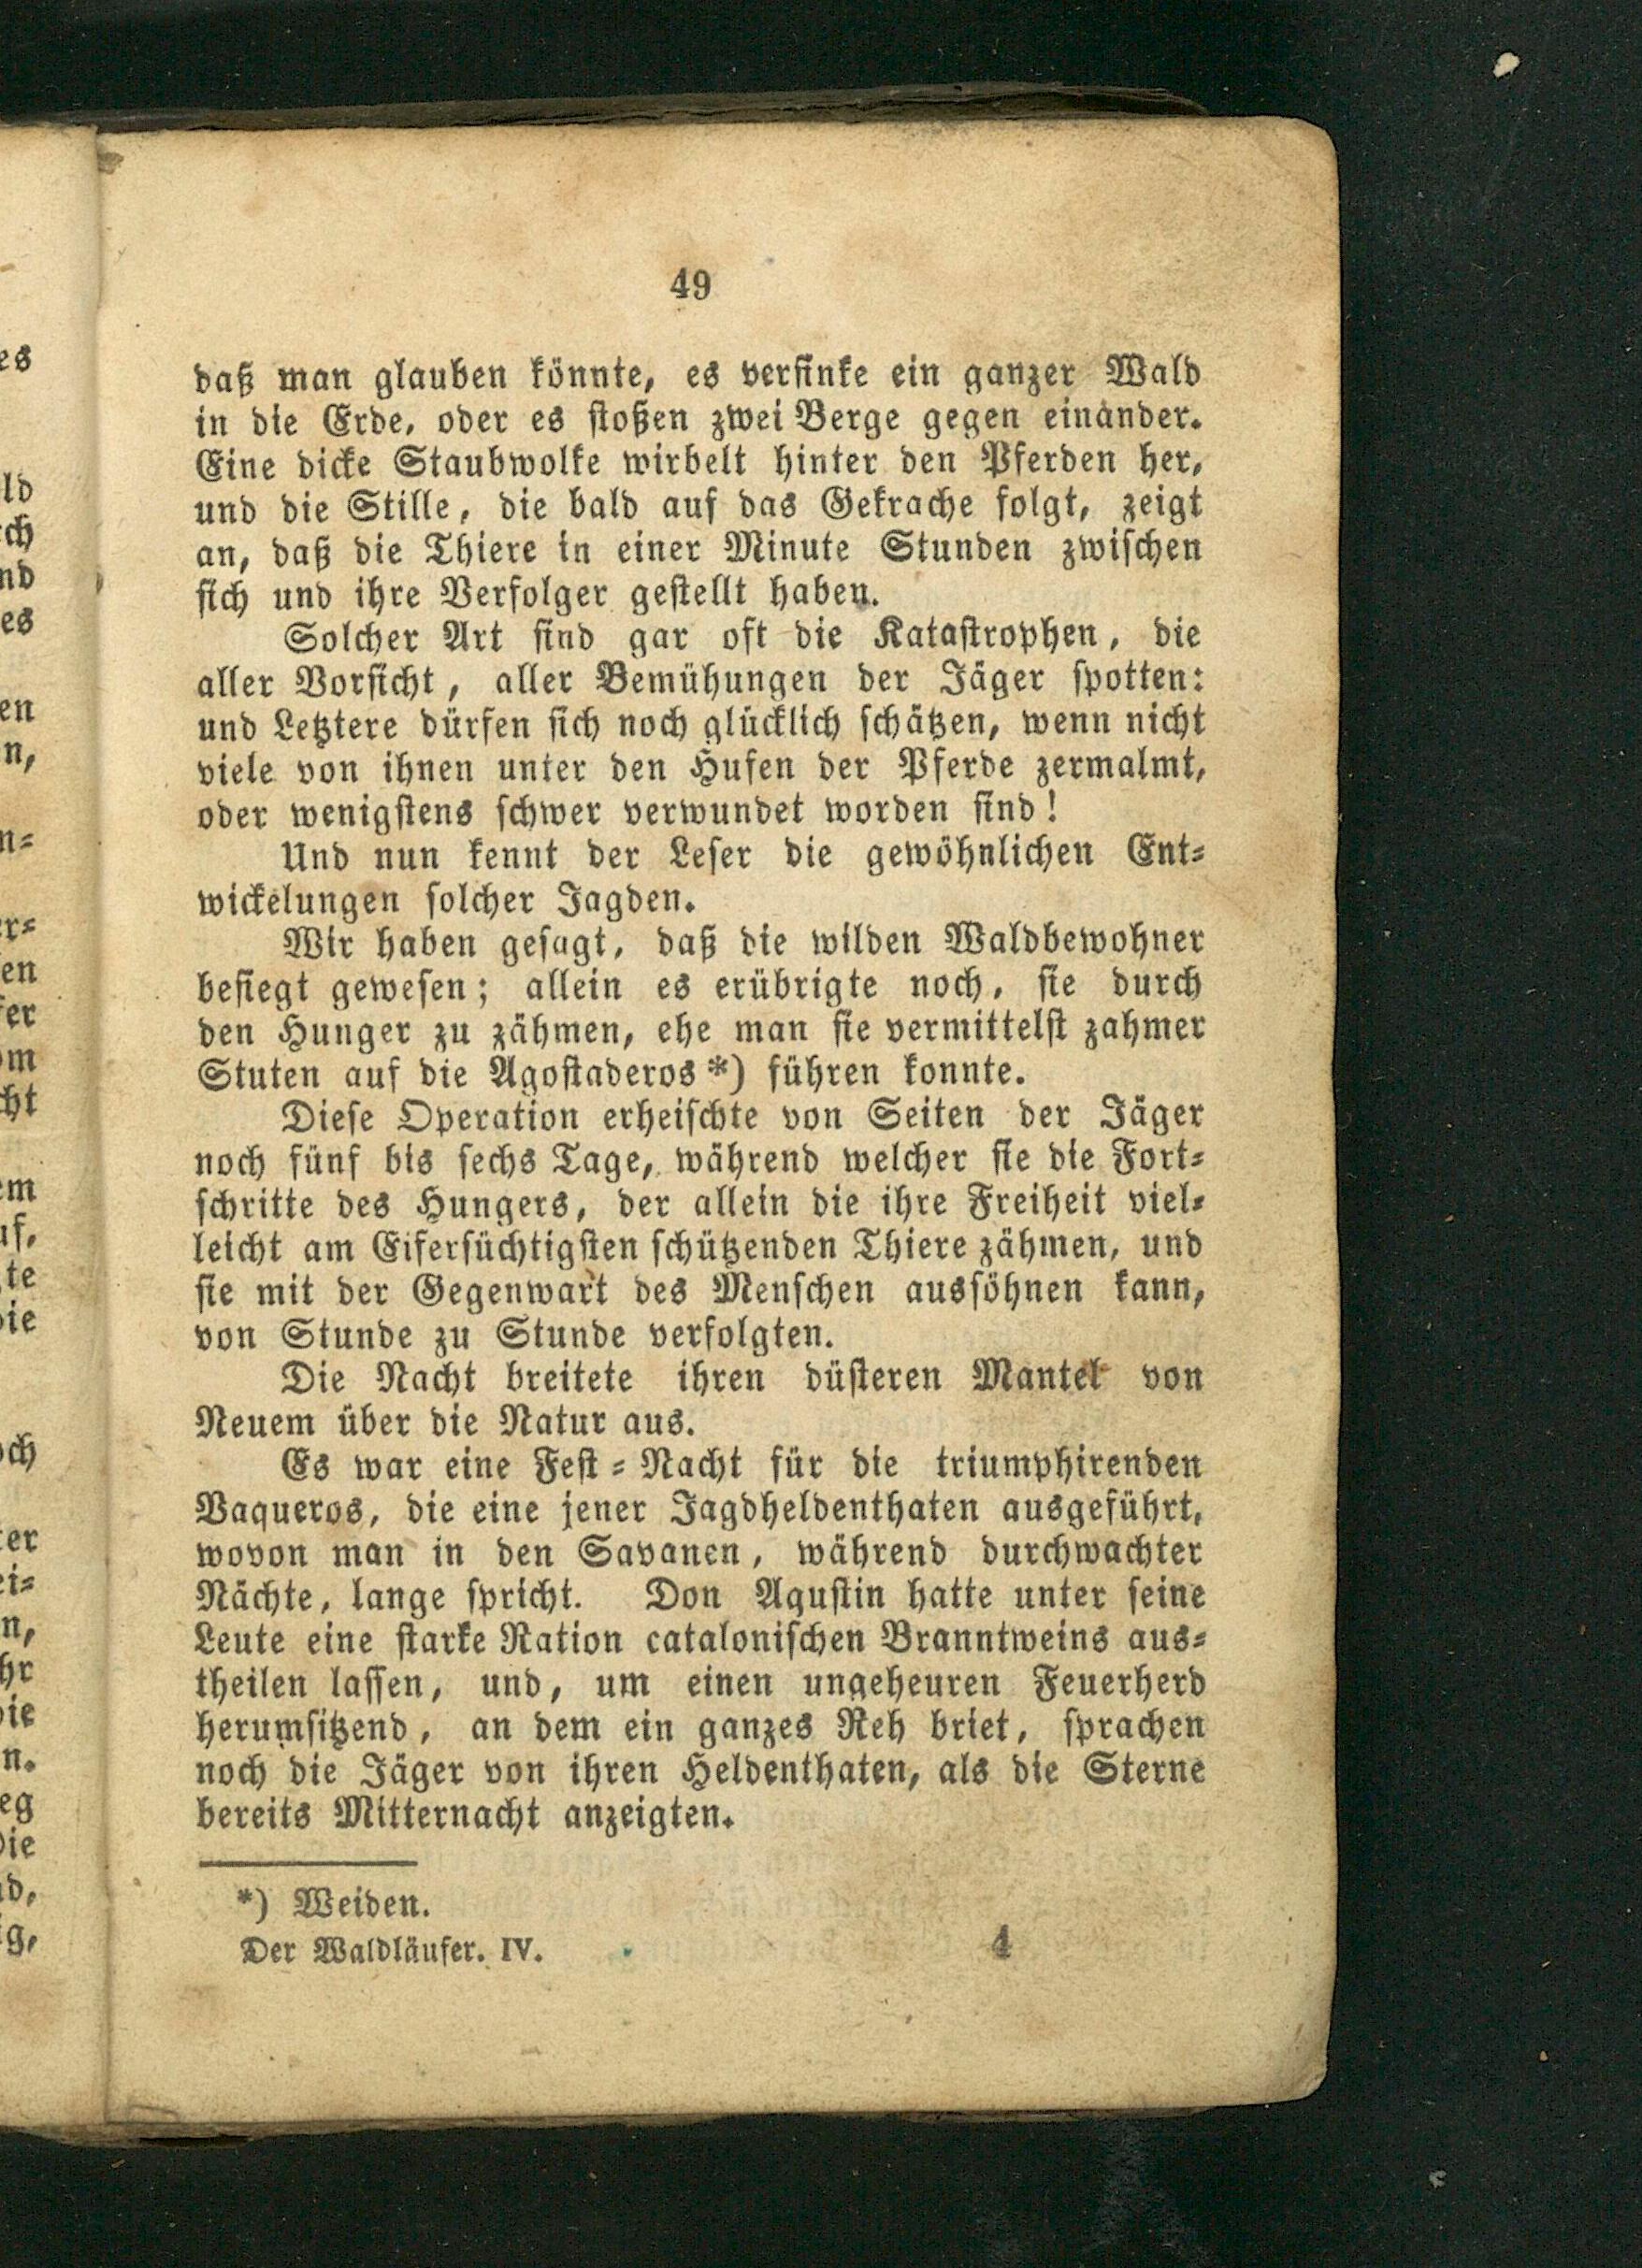 49
daß man glauben könnte, es versinke ein ganzer Wald
in die Erde, oder es stoßen zwei Berge gegen einander.
Eine dicke Staubwolke wirbelt hinter den Pferden her,
und die Stille, die bald auf das Gekrache folgt, zeigt
an, daß die Thiere in einer Minute Stunden zwischen
sich und ihre Verfolger gestellt haben.
Solcher Art sind gar oft die Katastrophen, die
aller Vorsicht, aller Bemühungen der Jäger spotten:
und Letztere dürfen sich noch glücklich schätzen, wenn nicht
viele von ihnen unter den Hufen der Pferde zermalmt,
oder wenigstens schwer verwundet worden sind!
Und nun kennt der Leser die gewöhnlichen Ent-
wickelungen solcher Jagden.
Wir haben gesagt, daß die wilden Waldbewohner
besiegt gewesen; allein es erübrigte noch, sie durch
den Hunger zu zähmen, ehe man sie vermittelst zahmer
Stuten auf die Agostaderos*) führen konnte.
Diese Operation erheischte von Seiten der Jäger
noch fünf bis sechs Tage, während welcher sie die Fort-
schritte des Hungers, der allein die ihre Freiheit viel-
leicht am Eifersüchtigsten schützenden Thiere zähmen, und
sie mit der Gegenwart des Menschen aussöhnen kann,
von Stunde zu Stunde verfolgten.
Die Nacht breitete ihren düsteren Mantel von
Neuem über die Natur aus.
Es war eine Fest-Nacht für die triumphirenden
Vaqueros, die eine jener Jagdheldenthaten ausgeführt,
wovon man in den Savanen, während durchwachter
Nächte, lange spricht. Don Agustin hatte unter seine
Leute eine starke Ration catalonischen Branntweins aus-
theilen lassen, und, um einen ungeheuren Feuerherd
herumsitzend, an dem ein ganzes Reh briet, sprachen
noch die Jäger von ihren Heldenthaten, als die Sterne
bereits Mitternacht anzeigten.
*) Weiden.
Der Waldläufer. IV. 4